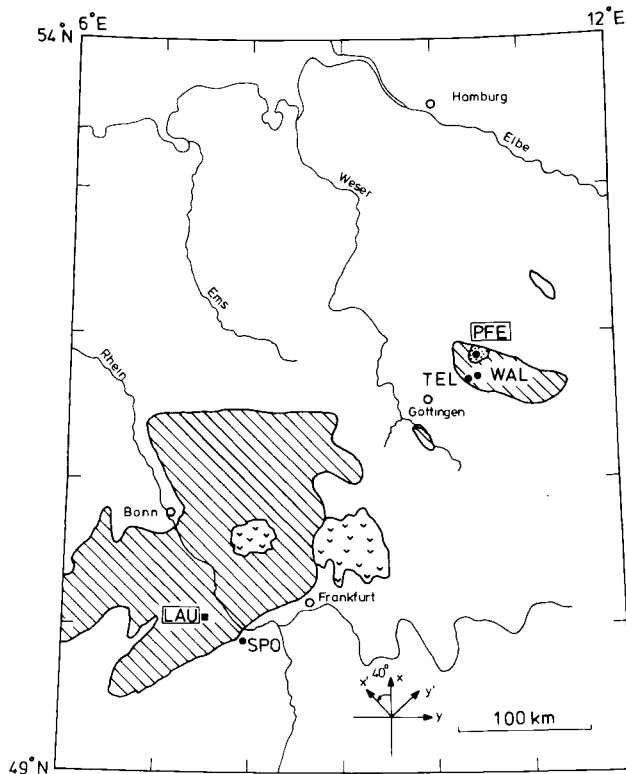 54°N 6°E 12°E
Hamburg
Elbe
Weser
Ems
Rhein
PFE
TEL WAL
Gottingen
Bonn
Frankfurt
LAU
SPO
x' 40° x y'
y
100 km
49°N